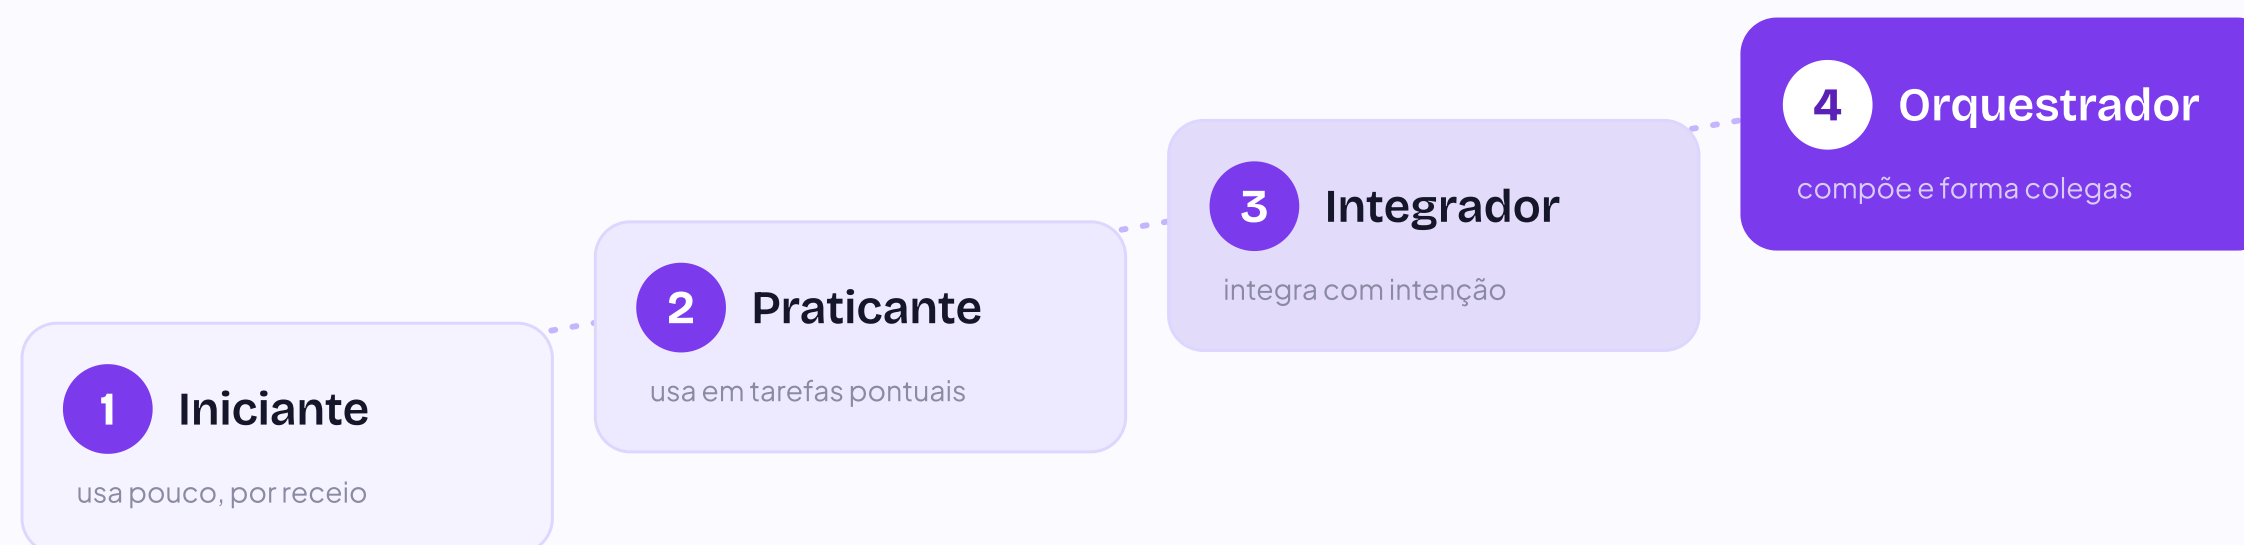 1 Iniciante
usa pouco, por receio
2 Praticante
usa em tarefas pontuais
3 Integrador
integra com intenção
4 Orquestrador
compõe e forma colegas